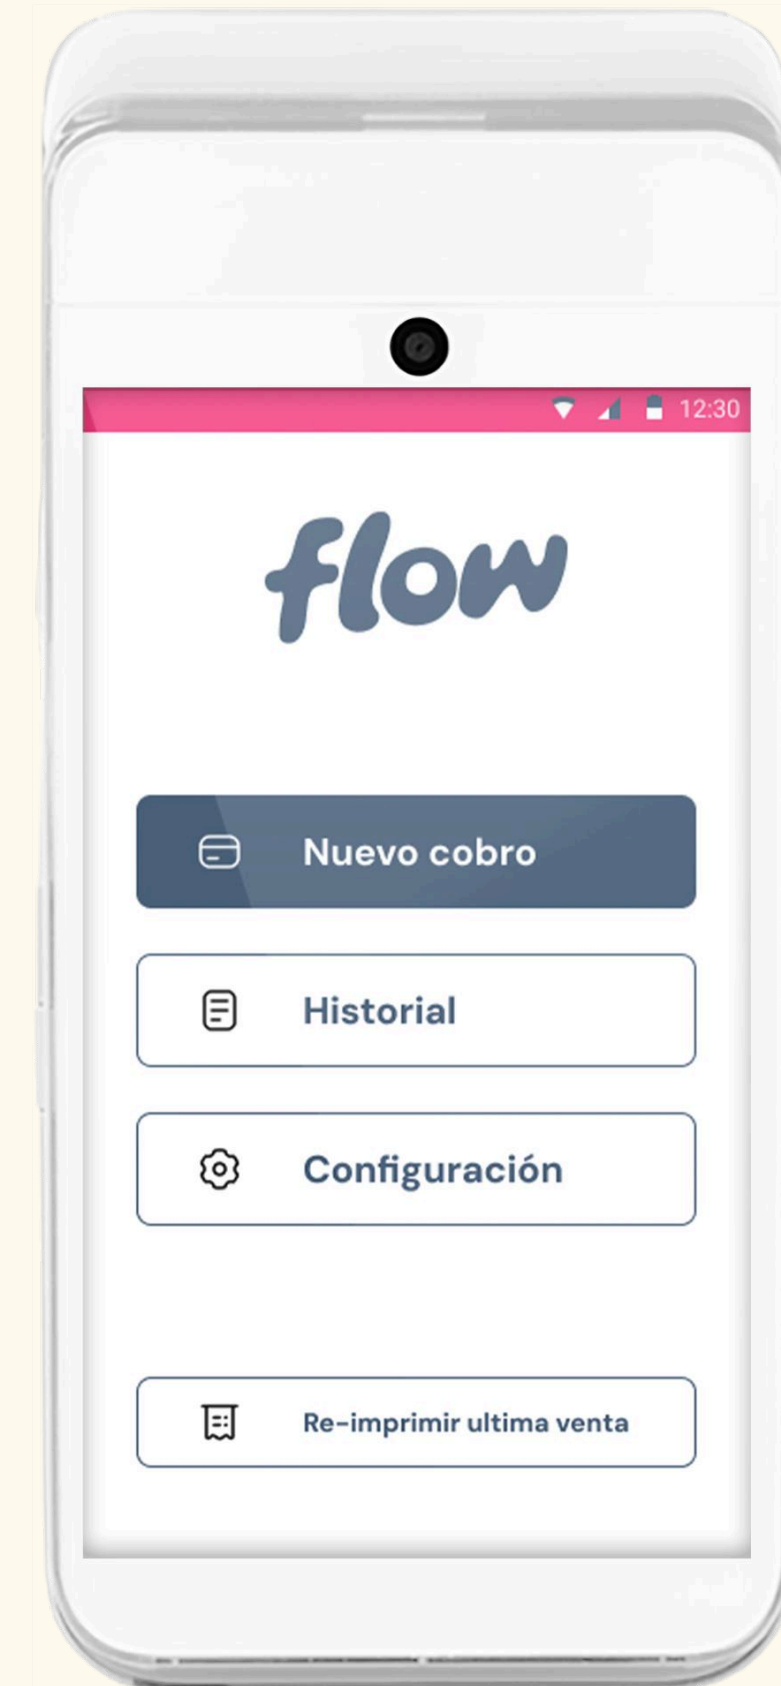 12:30
flow
Nuevo cobro
Historial
Configuración
Re-imprimir ultima venta